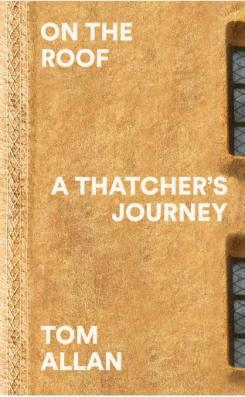 ON THE
ROOF
A THATCHER'S
JOURNEY
TOM
ALLAN